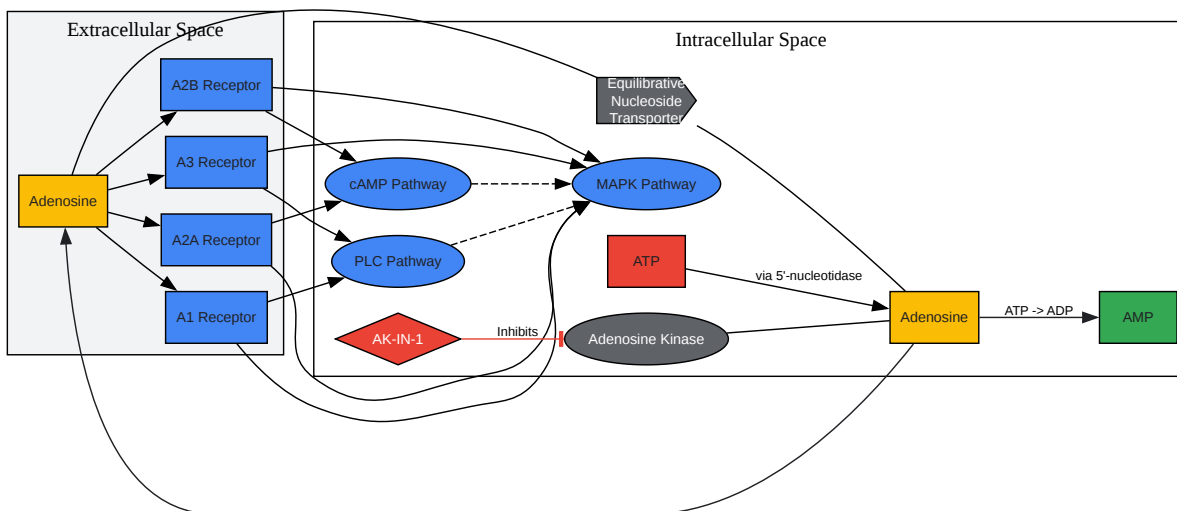 Extracellular Space
Intracellular Space
A2B Receptor
Equilibrative
Nucleoside
Transporter
A3 Receptor
Adenosine
cAMP Pathway
MAPK Pathway
A2A Receptor
PLC Pathway
ATP
via 5'-nucleotidase
A1 Receptor
AK-IN-1
Inhibits
Adenosine Kinase
Adenosine
ATP -> ADP
AMP